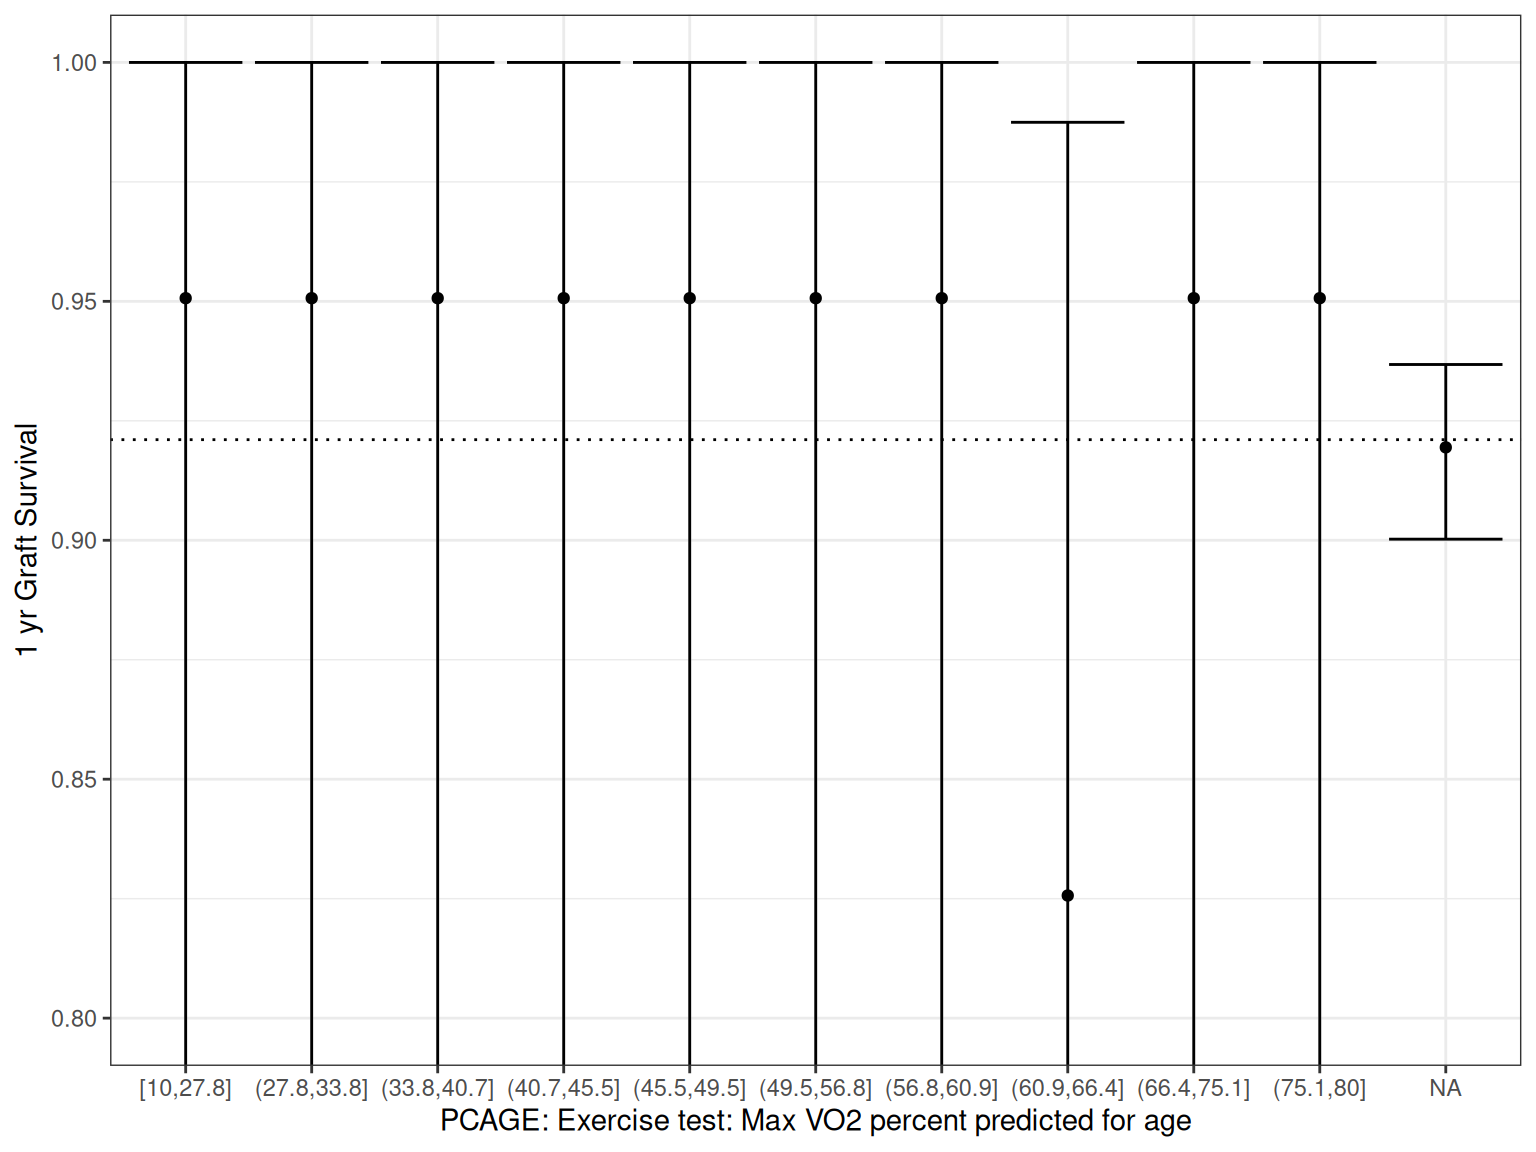 1.00
0.95
0.90
0.85
0.80
1 yr Graft Survival
[10,27.8] (27.8,33.8] (33.8,40.7] (40.7,45.5] (45.5,49.5] (49.5,56.8] (56.8,60.9] (60.9,66.4] (66.4,75.1] (75.1,80] NA
PCAGE: Exercise test: Max VO2 percent predicted for age